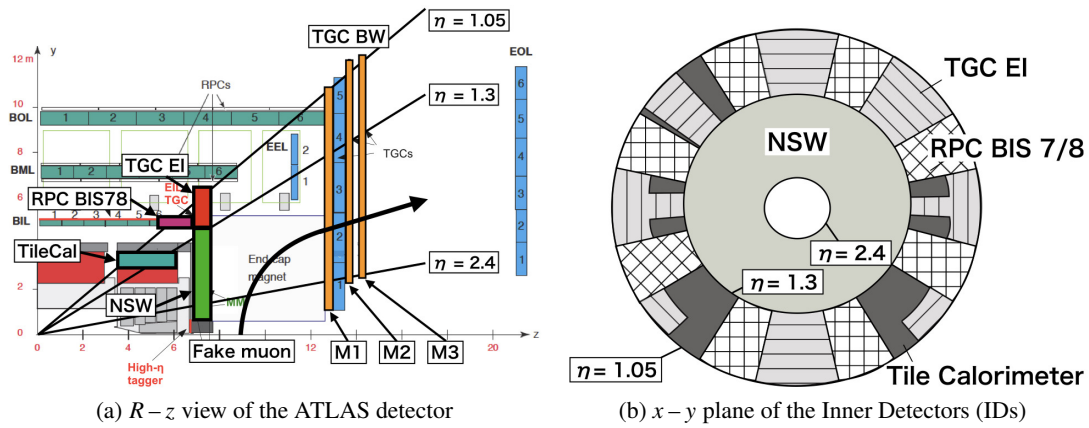 η = 1.05
TGC BW
EOL
y
12 m
RPCs
η = 1.3
10
BOL
1 2 3 4 5 6
6
5
4
3
2
1
8
TGC EI
EEL
2
1
4
3
2
1
TGCs
BML
1 2 6
6
EIL
TGC
RPC BIS78
BIL
1 2 3 4 5 6
TileCal
End-cap
magnet
η = 2.4
2
NSW
MM
0
z
0 2 4 6 12 20
Fake muon
M1 M2 M3
High-η
tagger
(a) R – z view of the ATLAS detector
TGC EI
NSW
RPC BIS 7/8
η = 2.4
η = 1.3
η = 1.05
Tile Calorimeter
(b) x – y plane of the Inner Detectors (IDs)